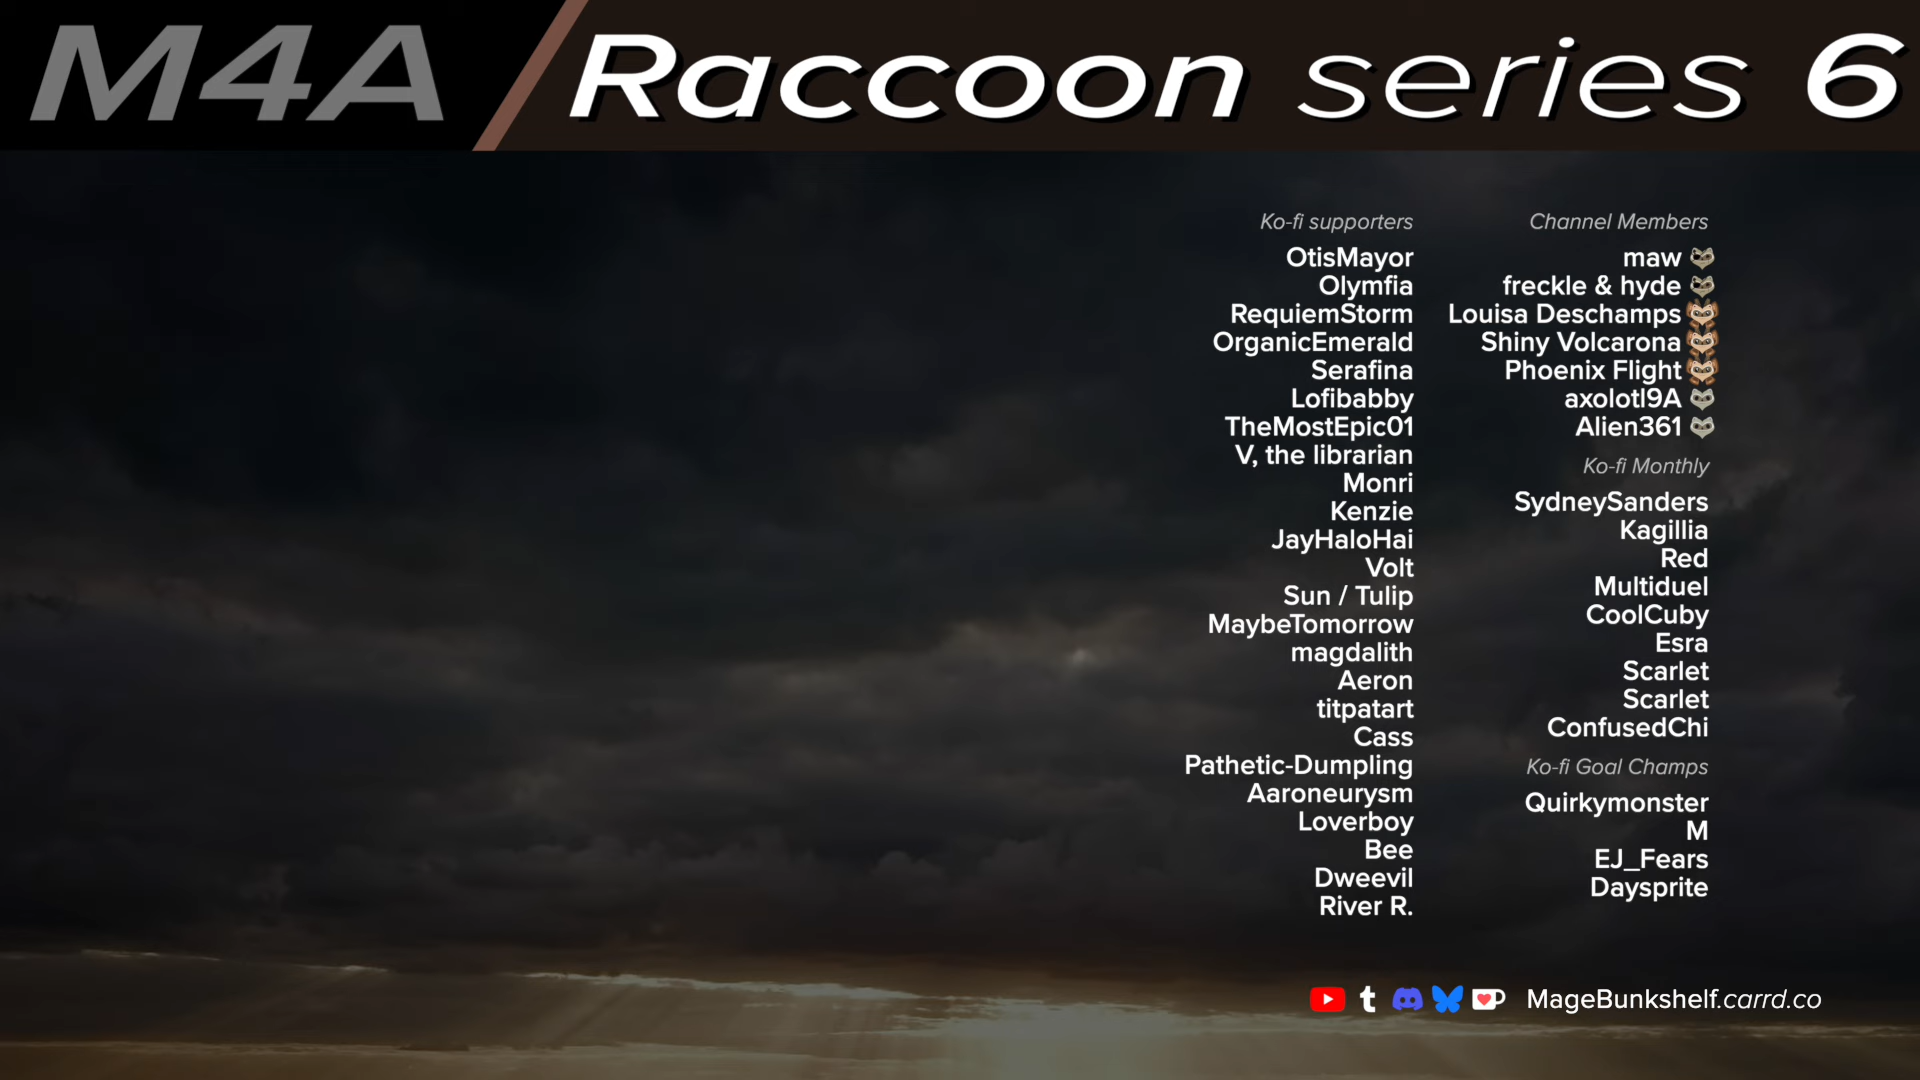 M4A
Raccoon series 6
Ko-fi supporters
OtisMayor
Olymfia
RequiemStorm
OrganicEmerald
Serafina
Lofibabby
TheMostEpic01
V, the librarian
Monri
Kenzie
JayHaloHai
Volt
Sun / Tulip
MaybeTomorrow
magdalith
Aeron
titpatart
Cass
Pathetic-Dumpling
Aaroneurysm
Loverboy
Bee
Dweevil
River R.
Channel Members
maw
freckle & hyde
Louisa Deschamps
Shiny Volcarona
Phoenix Flight
axolotl9A
Alien361
Ko-fi Monthly
SydneySanders
Kagillia
Red
Multiduel
CoolCuby
Esra
Scarlet
Scarlet
ConfusedChi
Ko-fi Goal Champs
Quirkymonster
M
EJ_Fears
Daysprite
MageBunkshelf.carrd.co